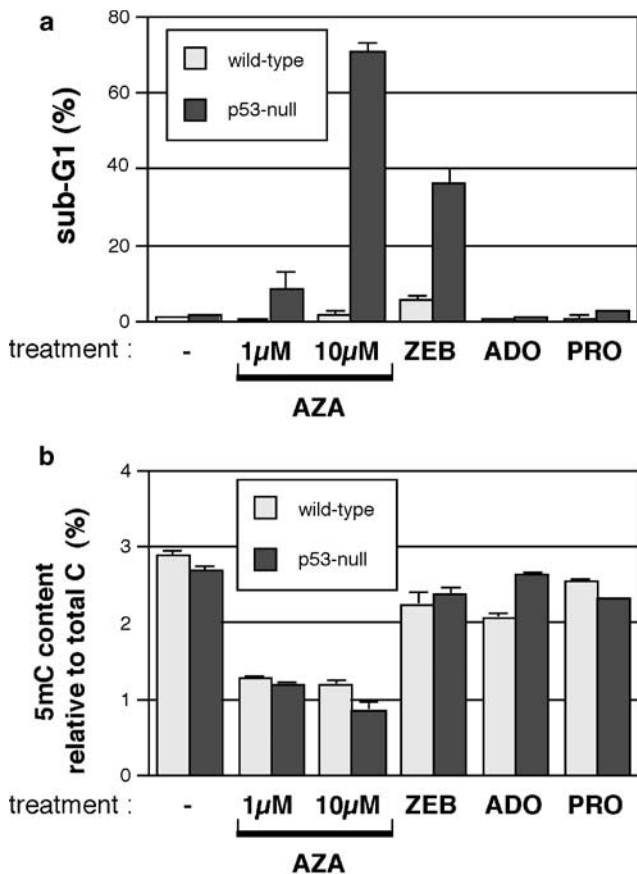 a
80
60
40
20
0
sub-G1 (%)
wild-type
p53-null
treatment : - 1µM 10µM ZEB ADO PRO
AZA
b
4
3
2
1
0
5mC content
relative to total C (%)
wild-type
p53-null
treatment : - 1µM 10µM ZEB ADO PRO
AZA